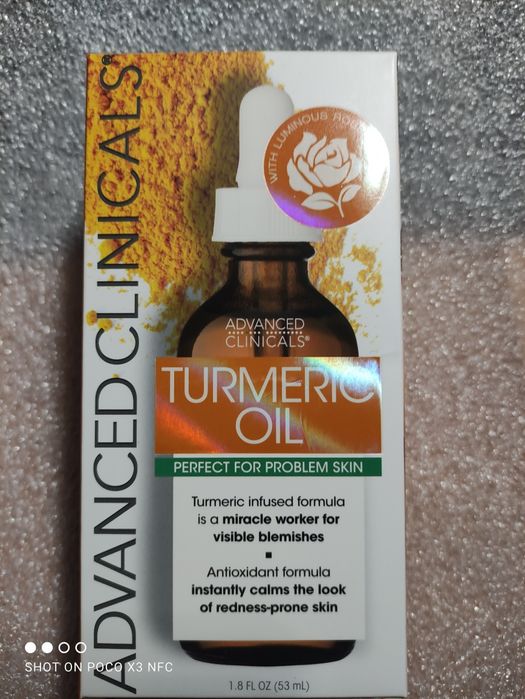 ADVANCED CLINICALS®
WITH LUMINOUS ROSE
ADVANCED
CLINICALS®
TURMERIC
OIL
PERFECT FOR PROBLEM SKIN
Turmeric infused formula
is a miracle worker for
visible blemishes
■
Antioxidant formula
instantly calms the look
of redness-prone skin
1.8 FL OZ (53 mL)
SHOT ON POCO X3 NFC